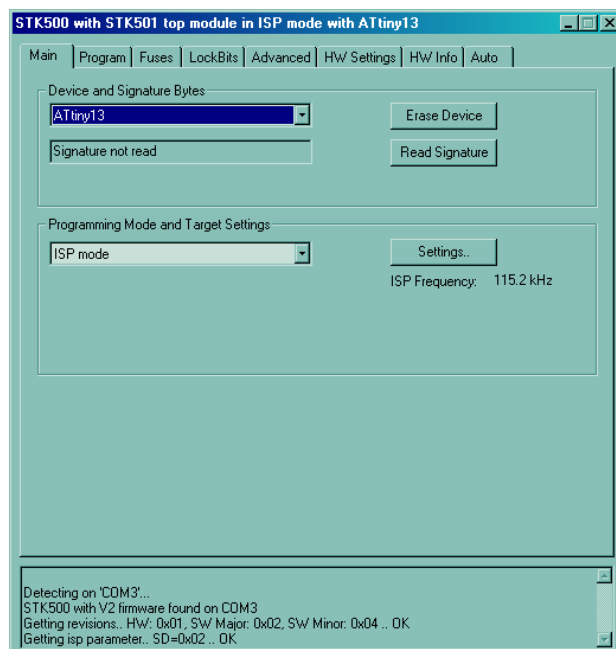 STK500 with STK501 top module in ISP mode with ATtiny13
Main Program Fuses LockBits Advanced HW Settings HW Info Auto
Device and Signature Bytes
ATtiny13 Erase Device
Signature not read Read Signature
Programming Mode and Target Settings
ISP mode Settings..
ISP Frequency: 115.2 kHz
Detecting on 'COM3'...
STK500 with V2 firmware found on COM3
Getting revisions.. HW: 0x01, SW Major: 0x02, SW Minor: 0x04 .. OK
Getting isp parameter.. SD=0x02 .. OK